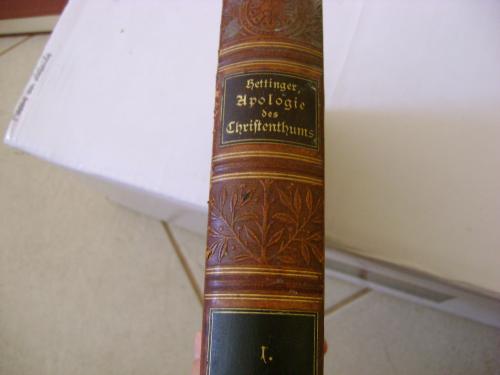 Hettinger,
Apologie
des
Christenthums
I.